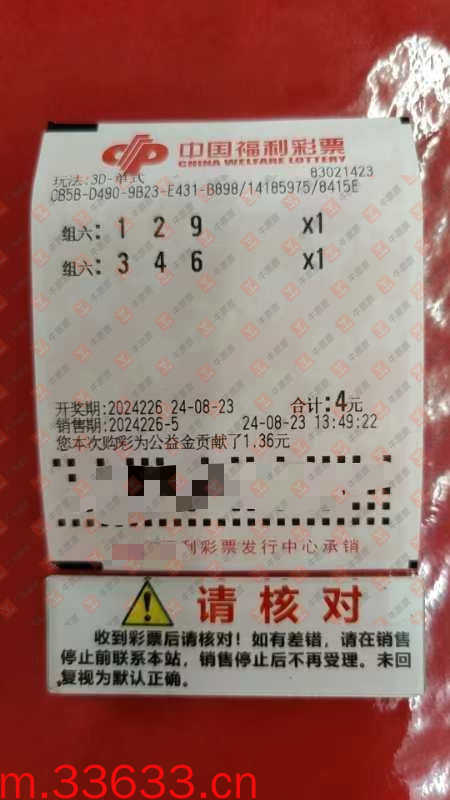 中国福利彩票
CHINA WELFARE LOTTERY
玩法:3D-单式 83021423
CB5B-D490-9B23-E431-B898/14185975/8415E
组六: 1 2 9 x1
组六: 3 4 6 x1
开奖期:2024226 24-08-23 合计:4元
销售期:2024226-5 24-08-23 13:49:22
您本次购彩为公益金贡献了1.36元
利彩票发行中心承销
请核对
收到彩票后请核对!如有差错,请在销售
停止前联系本站,销售停止后不再受理。未回
复视为默认正确。
m.33633.cn